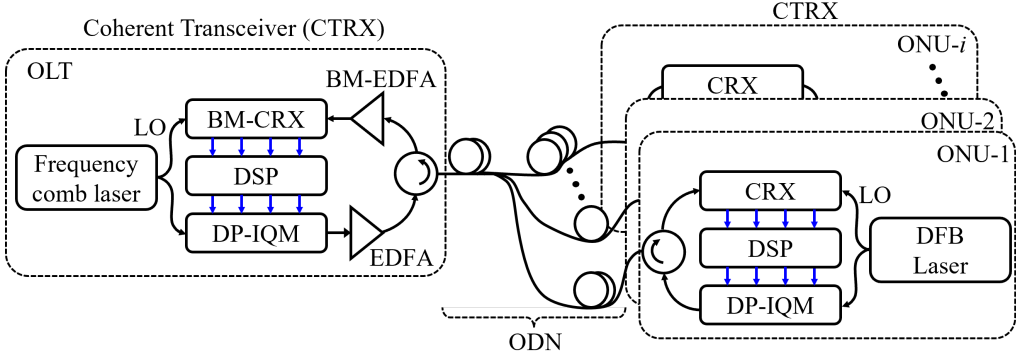 Coherent Transceiver (CTRX)
OLT
BM-EDFA
LO
BM-CRX
Frequency
comb laser
DSP
DP-IQM
EDFA
ODN
CTRX
ONU-i
CRX
ONU-2
ONU-1
CRX
LO
DSP
DFB
Laser
DP-IQM